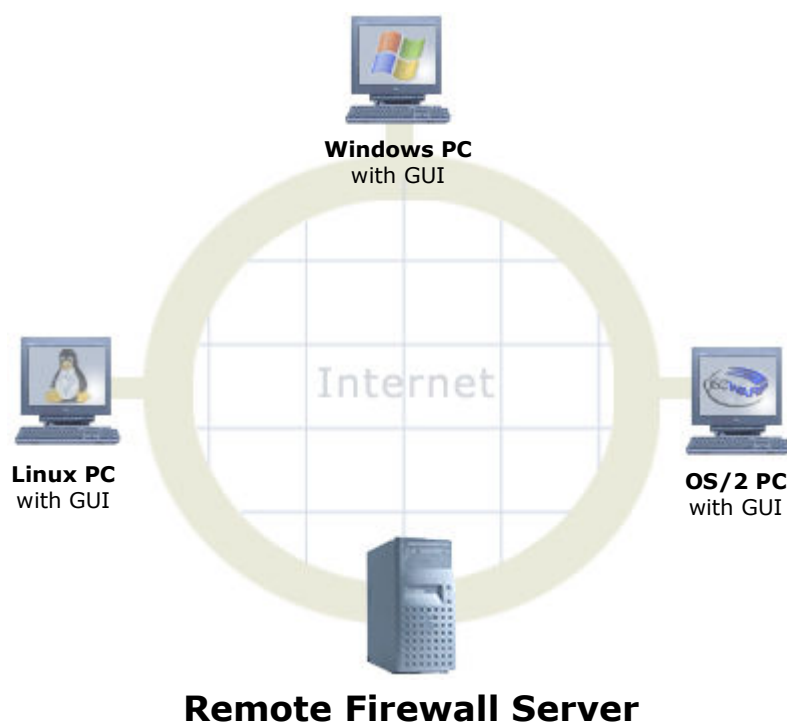 Windows PC
with GUI
Internet
Linux PC
with GUI
OS/2 PC
with GUI
Remote Firewall Server